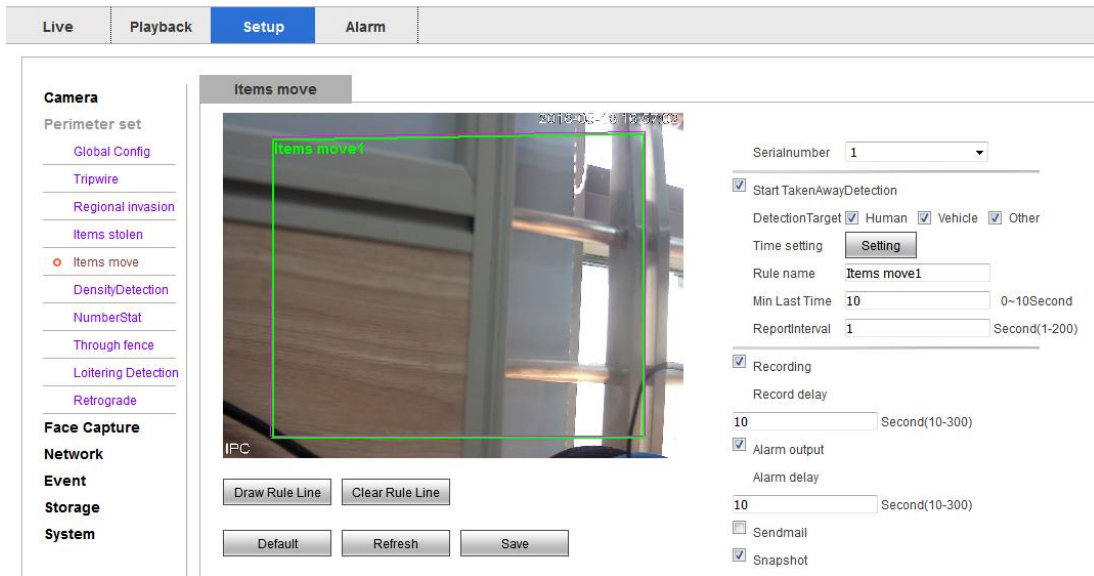 Live Playback Setup Alarm
Items move
Camera
Perimeter set
Global Config
Tripwire
Regional invasion
Items stolen
Items move
DensityDetection
NumberStat
Through fence
Loitering Detection
Retrograde
Face Capture
Network
Event
Storage
System
Items move1
IPC
Draw Rule Line Clear Rule Line
Default Refresh Save
Serialnumber 1
Start TakenAwayDetection
DetectionTarget Human Vehicle Other
Time setting Setting
Rule name Items move1
Min Last Time 10 0~10Second
ReportInterval 1 Second(1-200)
Recording
Record delay
10 Second(10-300)
Alarm output
Alarm delay
10 Second(10-300)
Sendmail
Snapshot